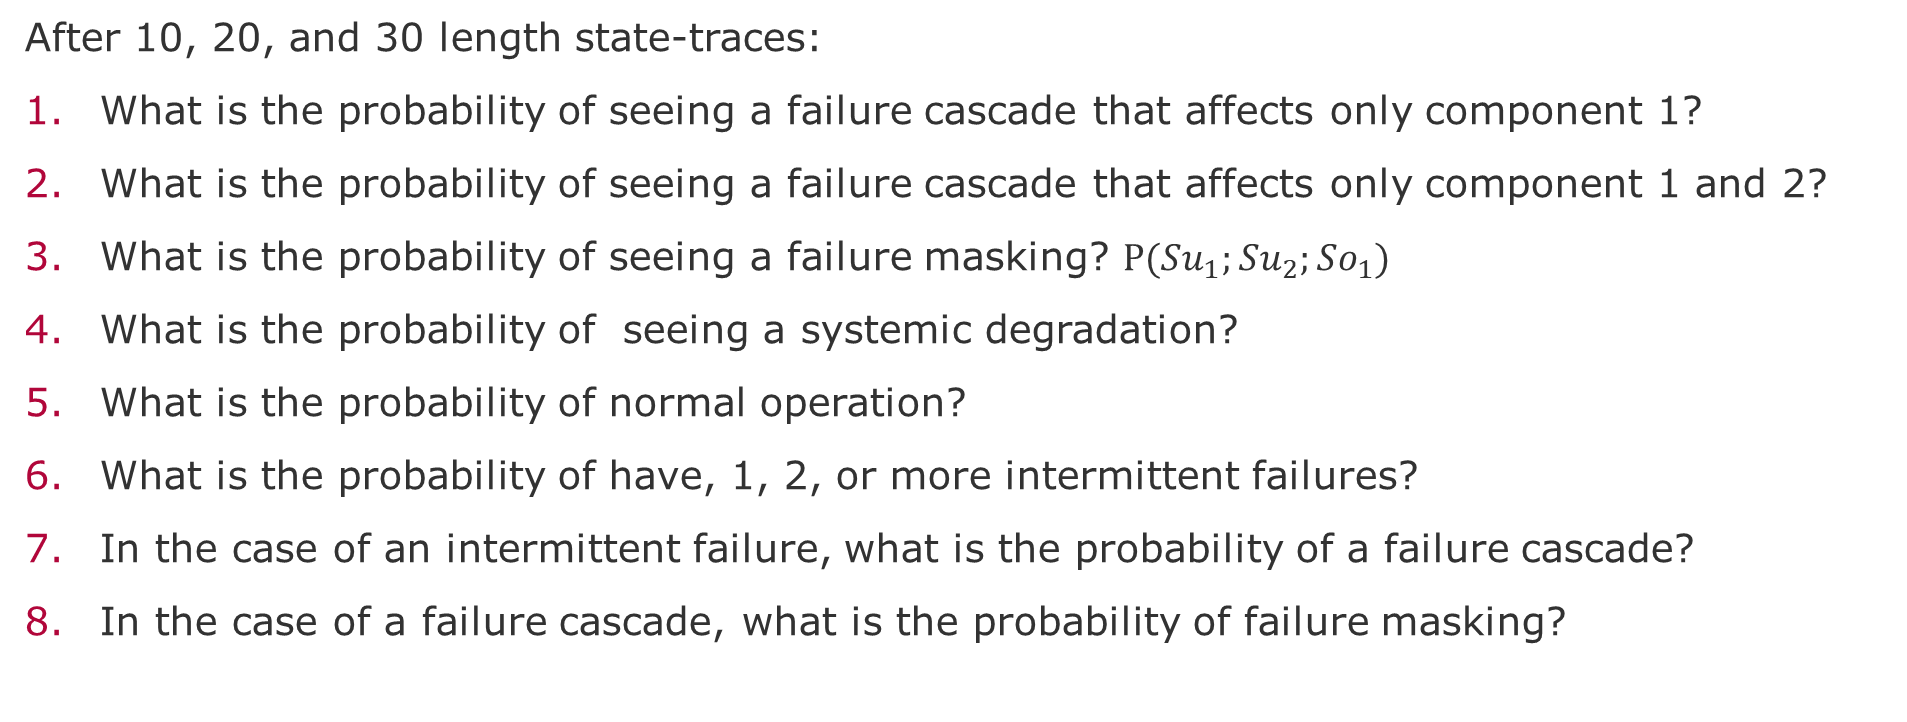 After 10, 20, and 30 length state-traces:
1. What is the probability of seeing a failure cascade that affects only component 1?
2. What is the probability of seeing a failure cascade that affects only component 1 and 2?
3. What is the probability of seeing a failure masking? P(Su₁; Su₂; So₁)
4. What is the probability of  seeing a systemic degradation?
5. What is the probability of normal operation?
6. What is the probability of have, 1, 2, or more intermittent failures?
7. In the case of an intermittent failure, what is the probability of a failure cascade?
8. In the case of a failure cascade, what is the probability of failure masking?